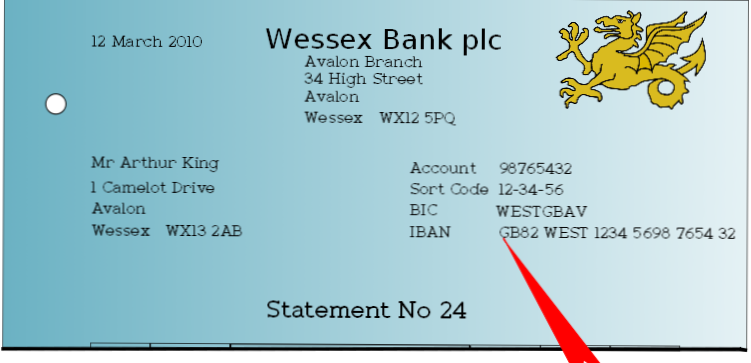 12 March 2010
Wessex Bank plc
Avalon Branch
34 High Street
Avalon
Wessex WX12 5PQ
Mr Arthur King
1 Camelot Drive
Avalon
Wessex WX13 2AB
Account 98765432
Sort Code 12-34-56
BIC WESTGBAV
IBAN GB82 WEST 1234 5698 7654 32
Statement No 24